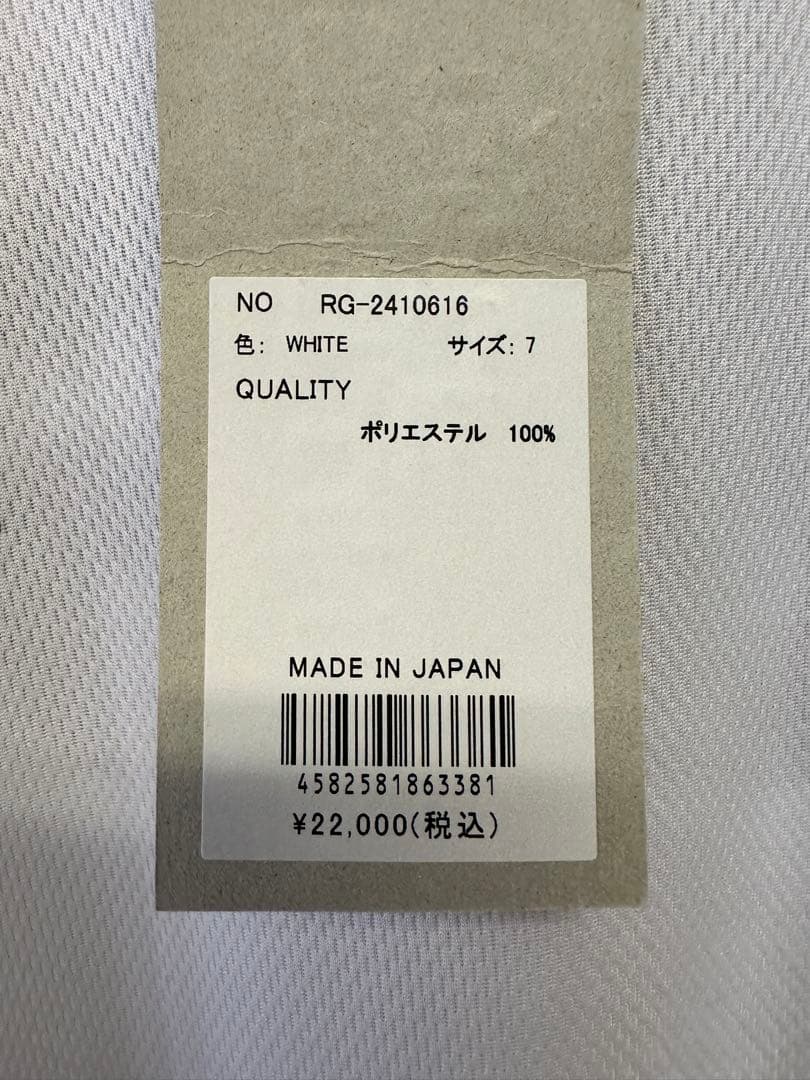 NO RG-2410616
色: WHITE サイズ: 7
QUALITY
ポリエステル 100%
MADE IN JAPAN
4582581863381
¥22,000(税込)